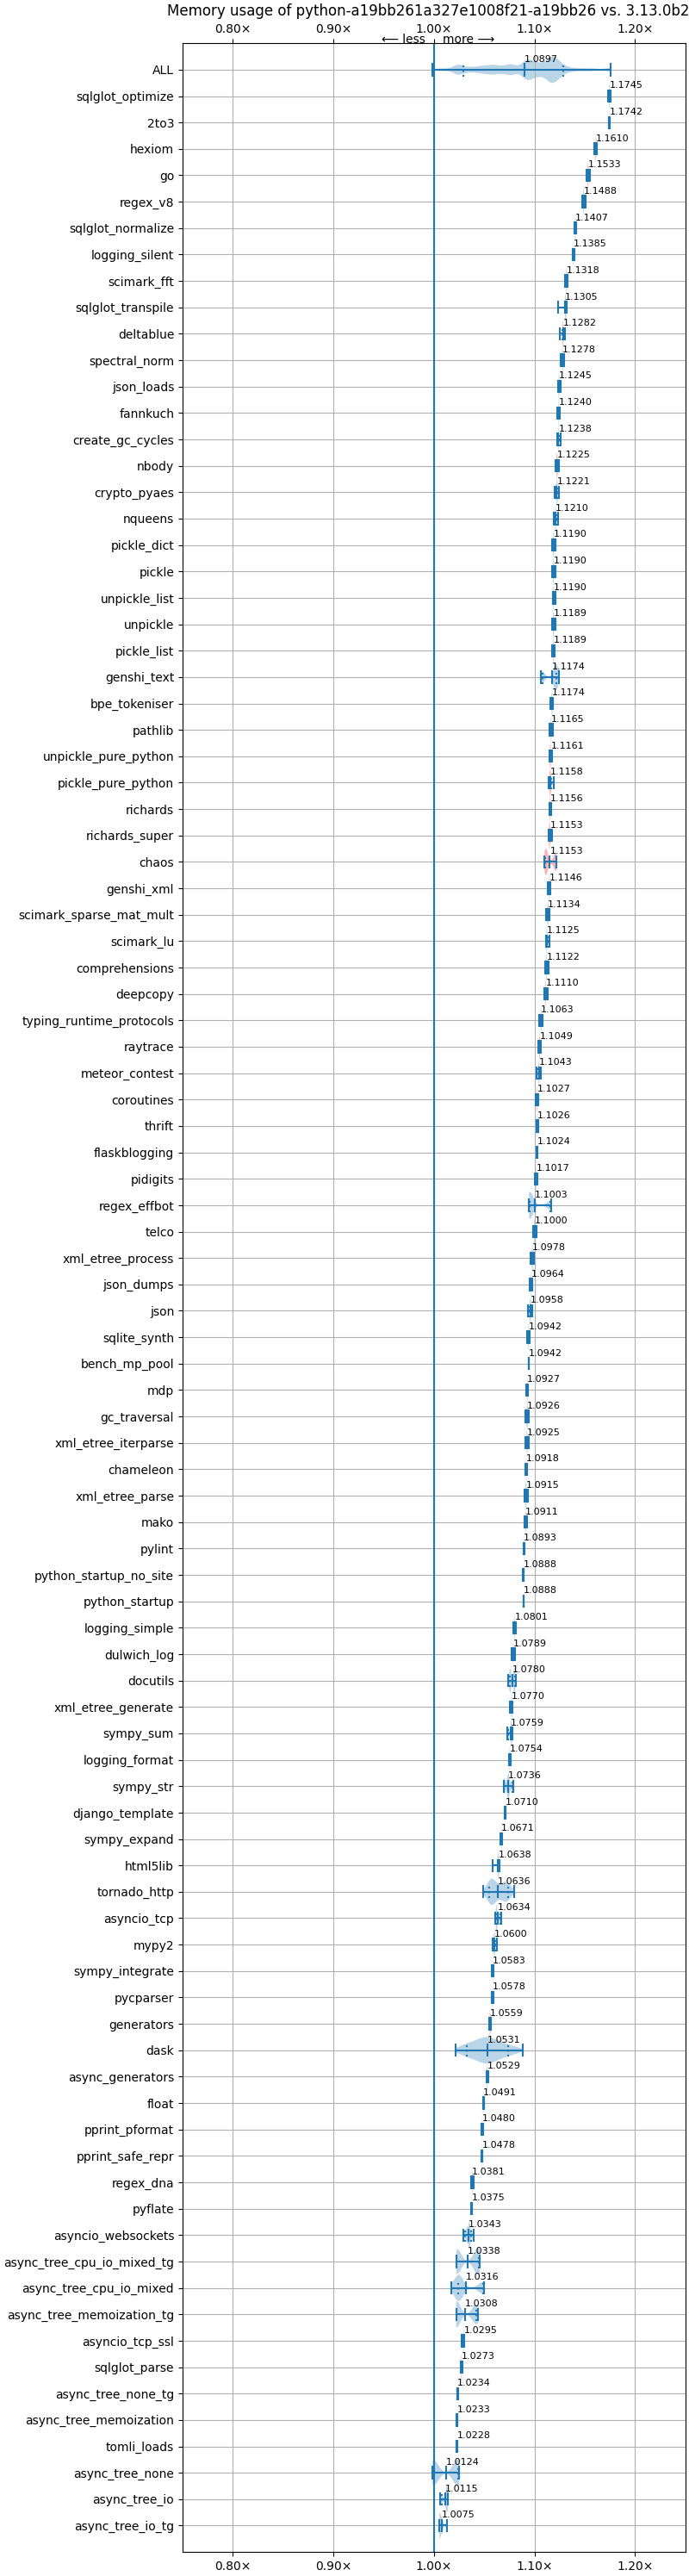 Memory usage of python-a19bb261a327e1008f21-a19bb26 vs. 3.13.0b2
0.80× 0.90× 1.00× 1.10× 1.20×
⟵ less more ⟶
ALL 1.0897
sqlglot_optimize 1.1745
2to3 1.1742
hexiom 1.1610
go 1.1533
regex_v8 1.1488
sqlglot_normalize 1.1407
logging_silent 1.1385
scimark_fft 1.1318
sqlglot_transpile 1.1305
deltablue 1.1282
spectral_norm 1.1278
json_loads 1.1245
fannkuch 1.1240
create_gc_cycles 1.1238
nbody 1.1225
crypto_pyaes 1.1221
nqueens 1.1210
pickle_dict 1.1190
pickle 1.1190
unpickle_list 1.1190
unpickle 1.1189
pickle_list 1.1189
genshi_text 1.1174
bpe_tokeniser 1.1174
pathlib 1.1165
unpickle_pure_python 1.1161
pickle_pure_python 1.1158
richards 1.1156
richards_super 1.1153
chaos 1.1153
genshi_xml 1.1146
scimark_sparse_mat_mult 1.1134
scimark_lu 1.1125
comprehensions 1.1122
deepcopy 1.1110
typing_runtime_protocols 1.1063
raytrace 1.1049
meteor_contest 1.1043
coroutines 1.1027
thrift 1.1026
flaskblogging 1.1024
pidigits 1.1017
regex_effbot 1.1003
telco 1.1000
xml_etree_process 1.0978
json_dumps 1.0964
json 1.0958
sqlite_synth 1.0942
bench_mp_pool 1.0942
mdp 1.0927
gc_traversal 1.0926
xml_etree_iterparse 1.0925
chameleon 1.0918
xml_etree_parse 1.0915
mako 1.0911
pylint 1.0893
python_startup_no_site 1.0888
python_startup 1.0888
logging_simple 1.0801
dulwich_log 1.0789
docutils 1.0780
xml_etree_generate 1.0770
sympy_sum 1.0759
logging_format 1.0754
sympy_str 1.0736
django_template 1.0710
sympy_expand 1.0671
html5lib 1.0638
tornado_http 1.0636
asyncio_tcp 1.0634
mypy2 1.0600
sympy_integrate 1.0583
pycparser 1.0578
generators 1.0559
dask 1.0531
async_generators 1.0529
float 1.0491
pprint_pformat 1.0480
pprint_safe_repr 1.0478
regex_dna 1.0381
pyflate 1.0375
asyncio_websockets 1.0343
async_tree_cpu_io_mixed_tg 1.0338
async_tree_cpu_io_mixed 1.0316
async_tree_memoization_tg 1.0308
asyncio_tcp_ssl 1.0295
sqlglot_parse 1.0273
async_tree_none_tg 1.0234
async_tree_memoization 1.0233
tomli_loads 1.0228
async_tree_none 1.0124
async_tree_io 1.0115
async_tree_io_tg 1.0075
0.80× 0.90× 1.00× 1.10× 1.20×